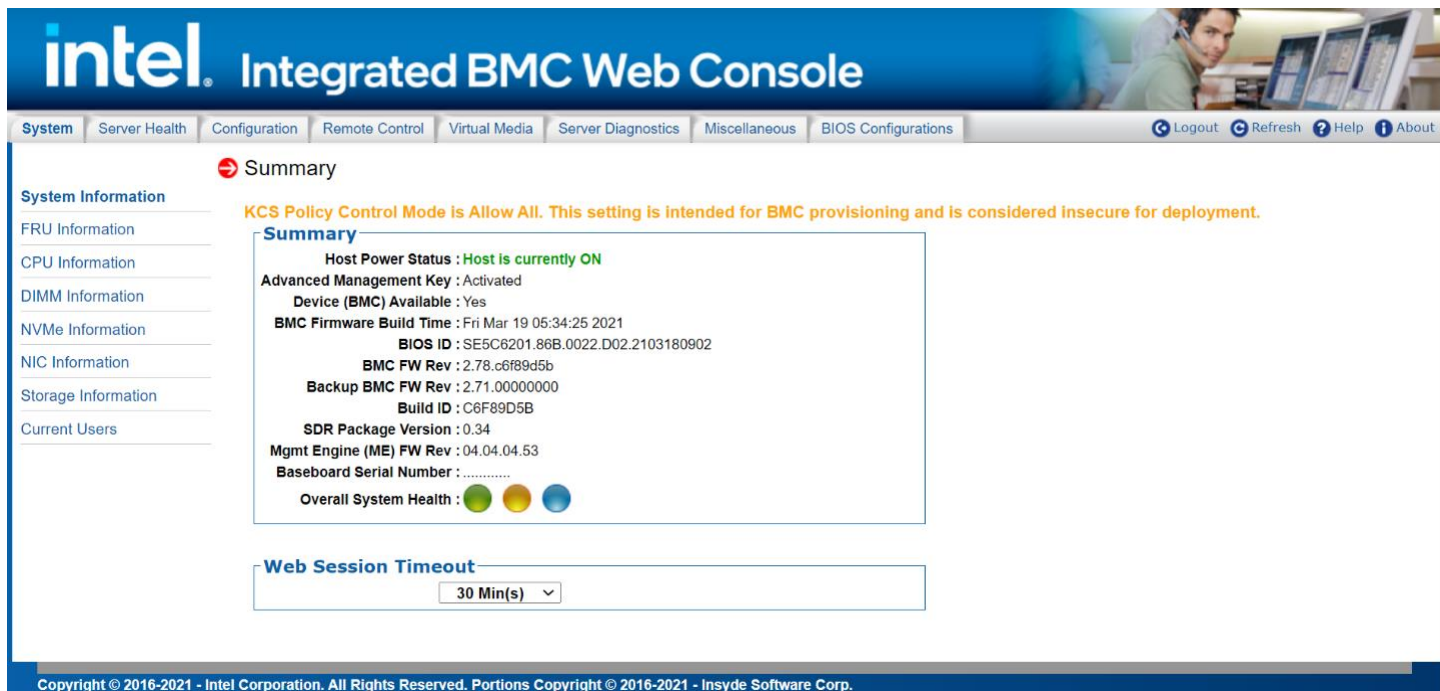 intel® Integrated BMC Web Console
System Server Health Configuration Remote Control Virtual Media Server Diagnostics Miscellaneous BIOS Configurations Logout Refresh Help About
Summary
System Information
FRU Information
CPU Information
DIMM Information
NVMe Information
NIC Information
Storage Information
Current Users
KCS Policy Control Mode is Allow All. This setting is intended for BMC provisioning and is considered insecure for deployment.
Summary
Host Power Status : Host is currently ON
Advanced Management Key : Activated
Device (BMC) Available : Yes
BMC Firmware Build Time : Fri Mar 19 05:34:25 2021
BIOS ID : SE5C6201.86B.0022.D02.2103180902
BMC FW Rev : 2.78.c6f89d5b
Backup BMC FW Rev : 2.71.00000000
Build ID : C6F89D5B
SDR Package Version : 0.34
Mgmt Engine (ME) FW Rev : 04.04.04.53
Baseboard Serial Number : ............
Overall System Health :
Web Session Timeout
30 Min(s)
Copyright © 2016-2021 - Intel Corporation. All Rights Reserved. Portions Copyright © 2016-2021 - Insyde Software Corp.